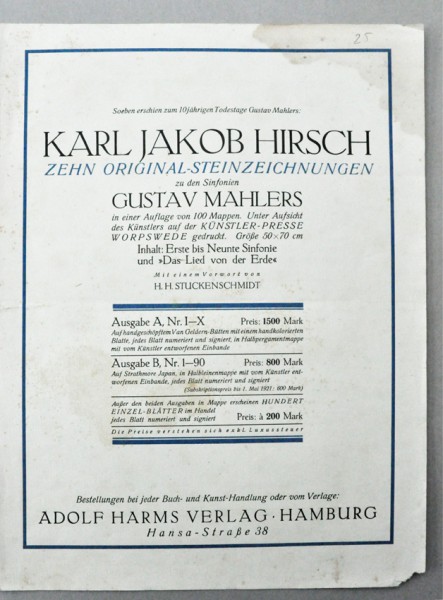 25
Soeben erschien zum 10jährigen Todestage Gustav Mahlers:
KARL JAKOB HIRSCH
ZEHN ORIGINAL-STEINZEICHNUNGEN
zu den Sinfonien
GUSTAV MAHLERS
in einer Auflage von 100 Mappen. Unter Aufsicht
des Künstlers auf der KÜNSTLER-PRESSE
WORPSWEDE gedruckt. Größe 50×70 cm
Inhalt: Erste bis Neunte Sinfonie
und »Das Lied von der Erde«
Mit einem Vorwort von
H. H. STUCKENSCHMIDT
Ausgabe A, Nr. I—X Preis: 1500 Mark
Auf handgeschöpftem Van Geldern-Bütten mit einem handkolorierten
Blatte, jedes Blatt numeriert und signiert, in Halbpergamentmappe
mit vom Künstler entworfenen Einbande
Ausgabe B, Nr. 1—90 Preis: 800 Mark
Auf Strathmore Japan, in Halbleinenmappe mit vom Künstler ent-
worfenen Einbande, jedes Blatt numeriert und signiert
(Subskriptionspreis bis 1. Mai 1921: 600 Mark)
Außer den beiden Ausgaben in Mappe erscheinen HUNDERT
EINZEL-BLÄTTER im Handel
jedes Blatt numeriert und signiert Preis: à 200 Mark
Die Preise verstehen sich exkl. Luxussteuer
Bestellungen bei jeder Buch- und Kunst-Handlung oder vom Verlage:
ADOLF HARMS VERLAG · HAMBURG
Hansa-Straße 38